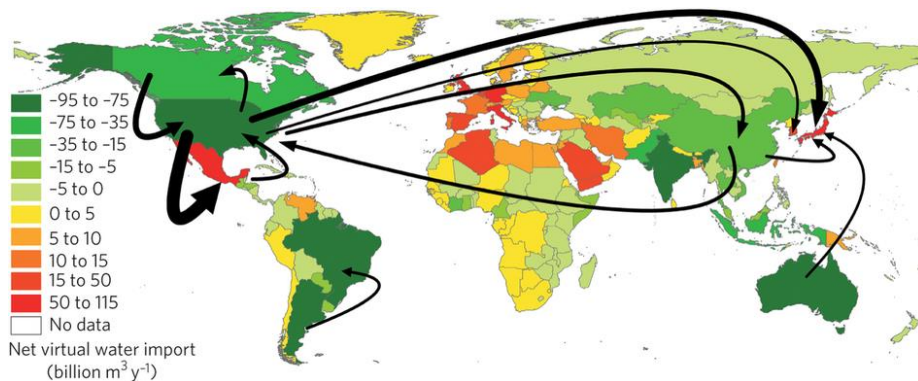 -95 to -75
-75 to -35
-35 to -15
-15 to -5
-5 to 0
0 to 5
5 to 10
10 to 15
15 to 50
50 to 115
No data
Net virtual water import
(billion m³ y⁻¹)